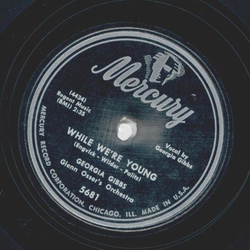 Mercury
(4424)
Regent Music
(BMI) 2:35
Vocal by
Georgia Gibbs
WHILE WE'RE YOUNG
(Engvick - Wilder - Palitz)
GEORGIA GIBBS
Glenn Osser's Orchestra
5681
MERCURY RECORD CORPORATION, CHICAGO, ILL. MADE IN U.S.A.